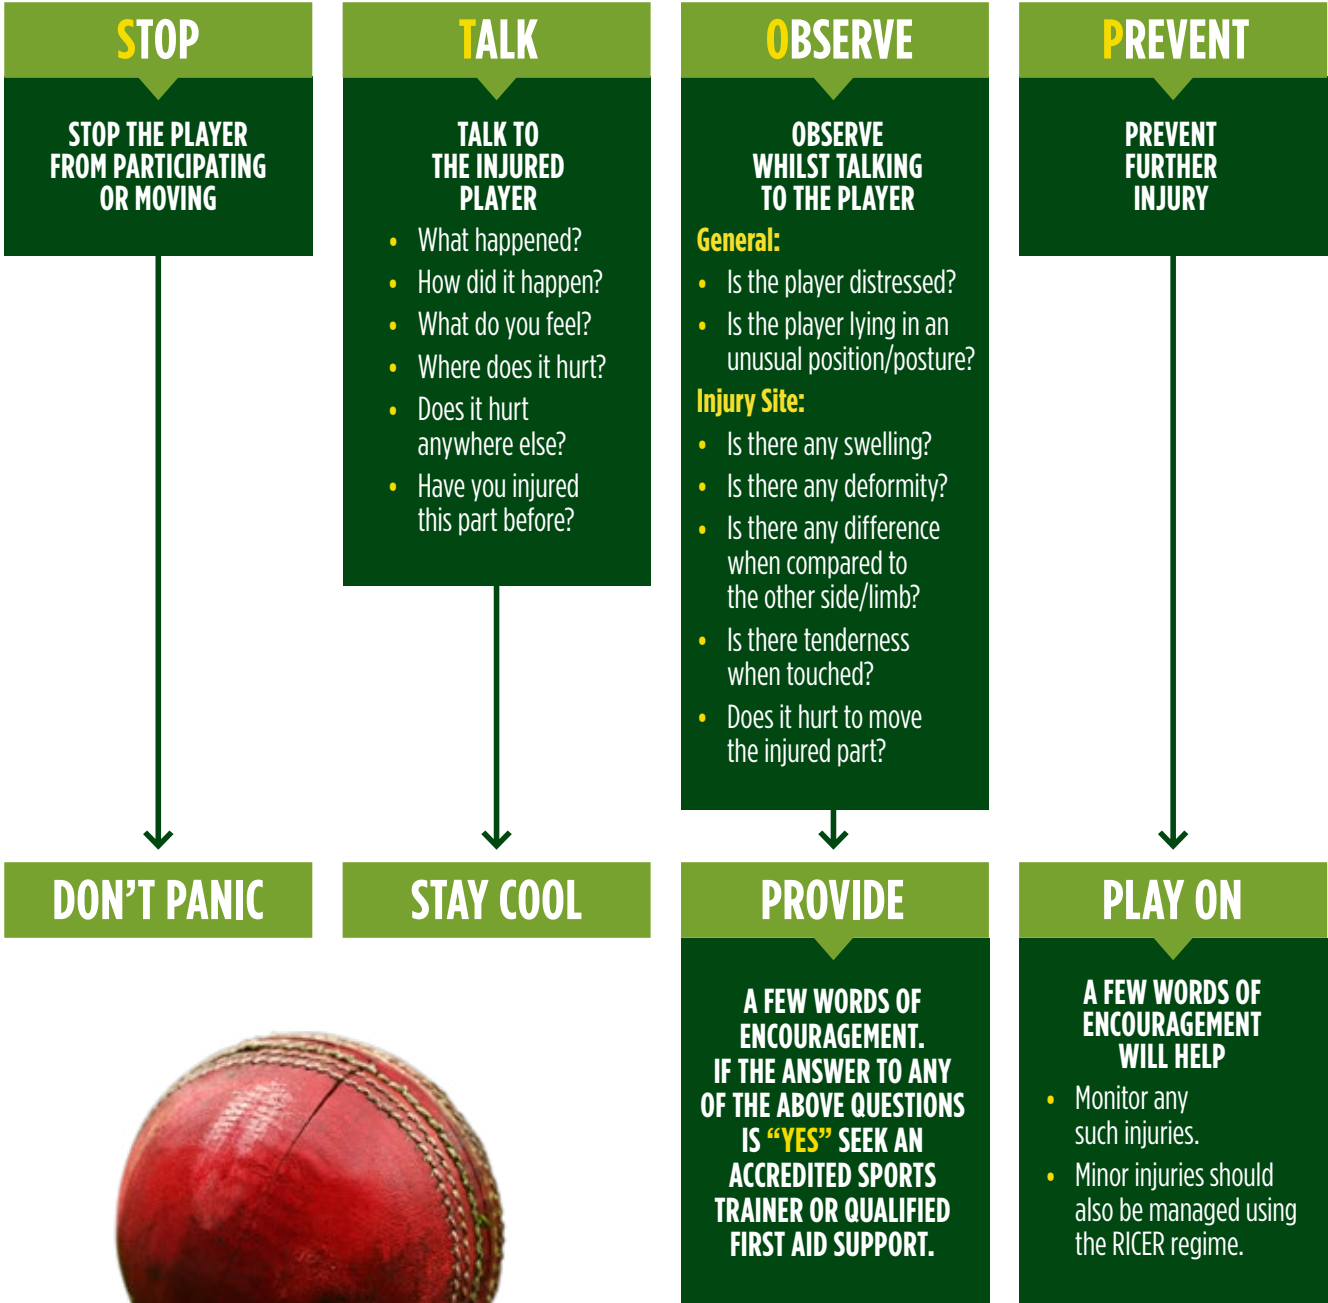 STOP
STOP THE PLAYER
FROM PARTICIPATING
OR MOVING
TALK
TALK TO
THE INJURED
PLAYER
• What happened?
• How did it happen?
• What do you feel?
• Where does it hurt?
• Does it hurt
anywhere else?
• Have you injured
this part before?
OBSERVE
OBSERVE
WHILST TALKING
TO THE PLAYER
General:
• Is the player distressed?
• Is the player lying in an
unusual position/posture?
Injury Site:
• Is there any swelling?
• Is there any deformity?
• Is there any difference
when compared to
the other side/limb?
• Is there tenderness
when touched?
• Does it hurt to move
the injured part?
PREVENT
PREVENT
FURTHER
INJURY
DON’T PANIC
STAY COOL
PROVIDE
A FEW WORDS OF
ENCOURAGEMENT.
IF THE ANSWER TO ANY
OF THE ABOVE QUESTIONS
IS “YES” SEEK AN
ACCREDITED SPORTS
TRAINER OR QUALIFIED
FIRST AID SUPPORT.
PLAY ON
A FEW WORDS OF
ENCOURAGEMENT
WILL HELP
• Monitor any
such injuries.
• Minor injuries should
also be managed using
the RICER regime.